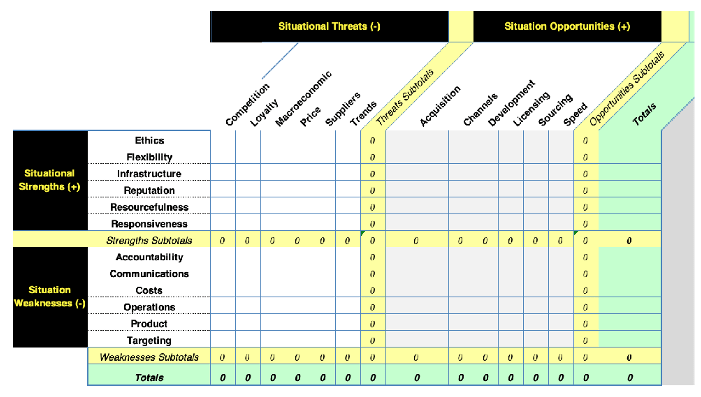 Situational Threats (-) Situation Opportunities (+)
Competition Loyalty Macroeconomic Price Suppliers Trends Threats Subtotals Acquisition Channels Development Licensing Sourcing Speed Opportunities Subtotals Totals
Ethics 0 0
Flexibility 0 0
Situational Infrastructure 0 0
Strengths (+) Reputation 0 0
Resourcefulness 0 0
Responsiveness 0 0
Strengths Subtotals 0 0 0 0 0 0 0 0 0 0 0 0 0 0 0
Accountability 0 0
Communications 0 0
Situation Costs 0 0
Weaknesses (-) Operations 0 0
Product 0 0
Targeting 0 0
Weaknesses Subtotals 0 0 0 0 0 0 0 0 0 0 0 0 0 0 0
Totals 0 0 0 0 0 0 0 0 0 0 0 0 0 0 0